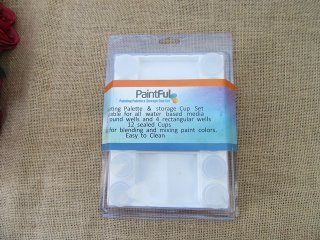 PaintFul
Painting Palette & storage Cup Set
able for all water based media
ound wells and 4 rectangular wells
12 sealed Cups
for blending and mixing paint colors.
Easy to Clean